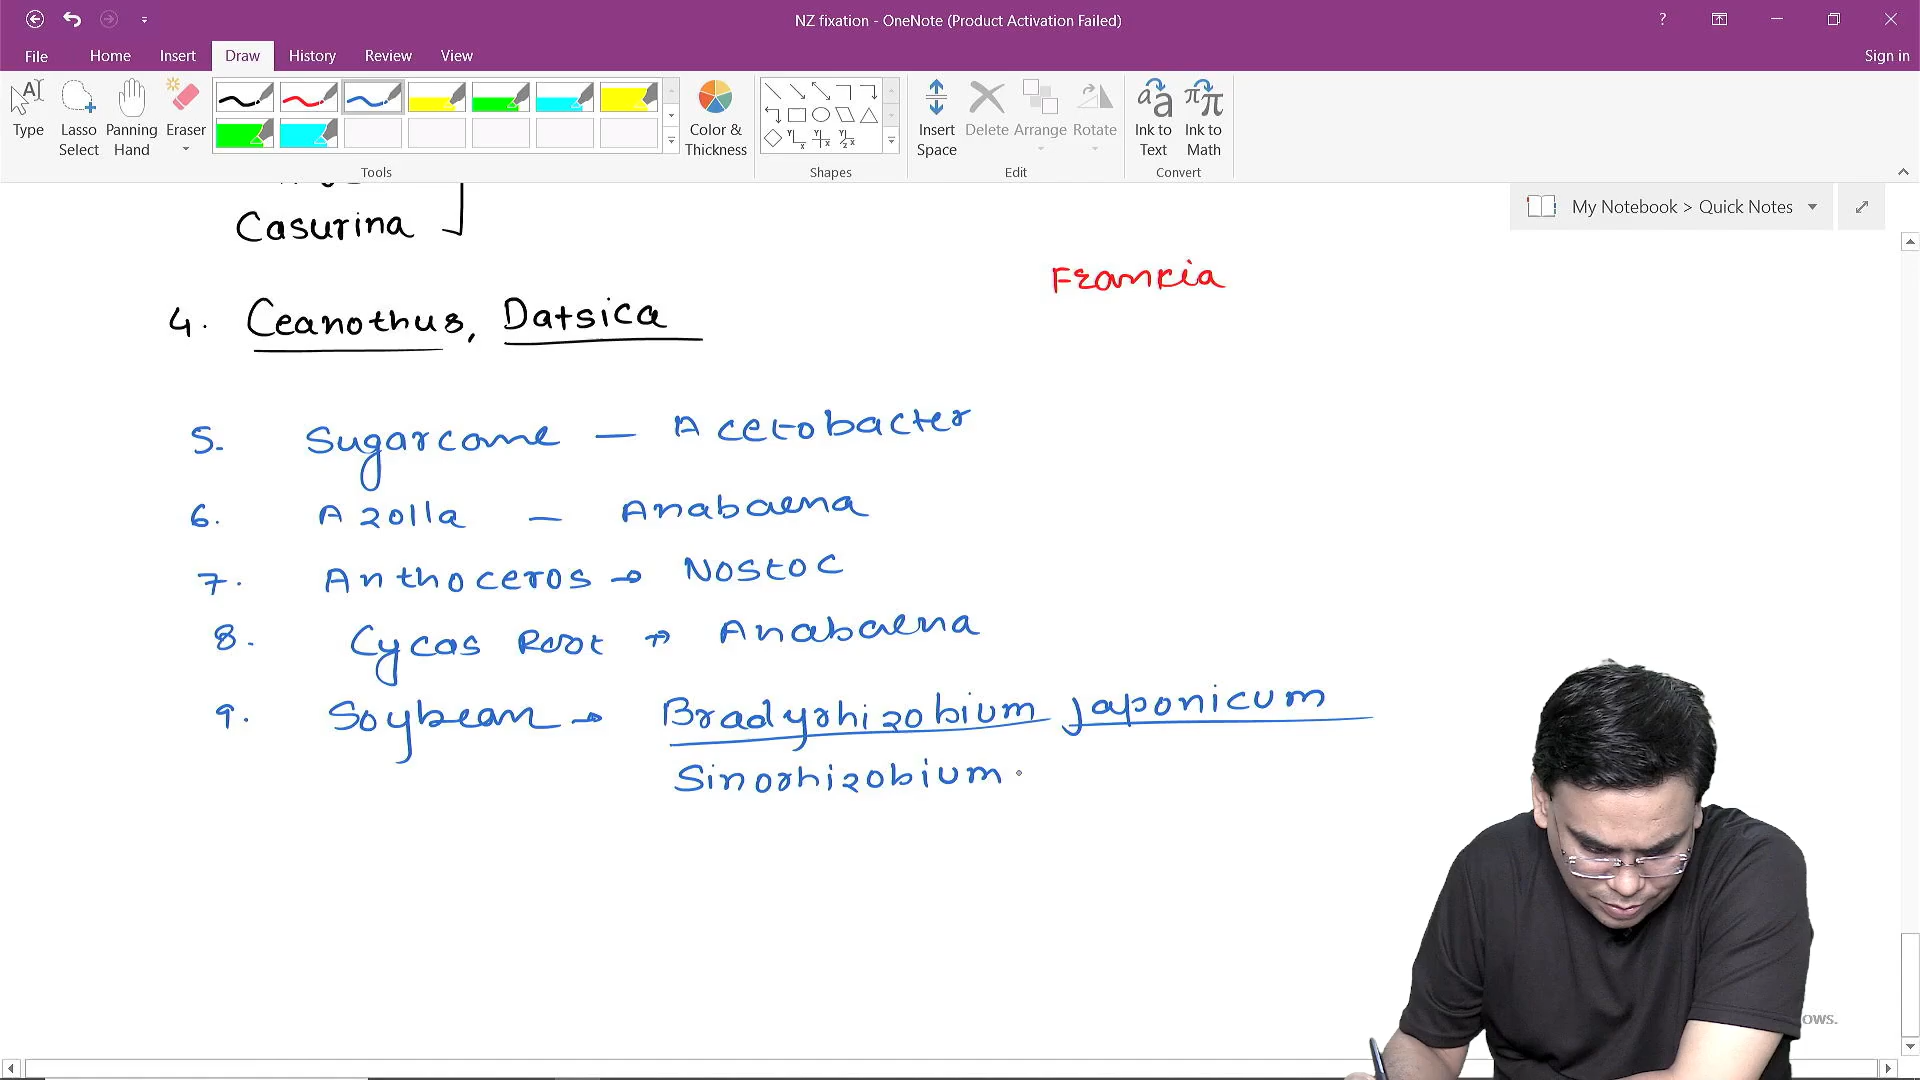 NZ fixation - OneNote (Product Activation Failed)
?
File Home Insert Draw History Review View Sign in
Type
Lasso Select
Panning Hand
Eraser
Color & Thickness
Insert Space
Delete
Arrange
Rotate
Ink to Text
Ink to Math
Tools Shapes Edit Convert
My Notebook > Quick Notes
Casurina
Frankia
4. Ceanothus, Datsica
5. Sugarcane — Acetobacter
6. Azolla — Anabaena
7. Anthoceros → Nostoc
8. Cycas Root → Anabaena
9. Soybean → Bradyrhizobium japonicum
Sinorhizobium
ows.